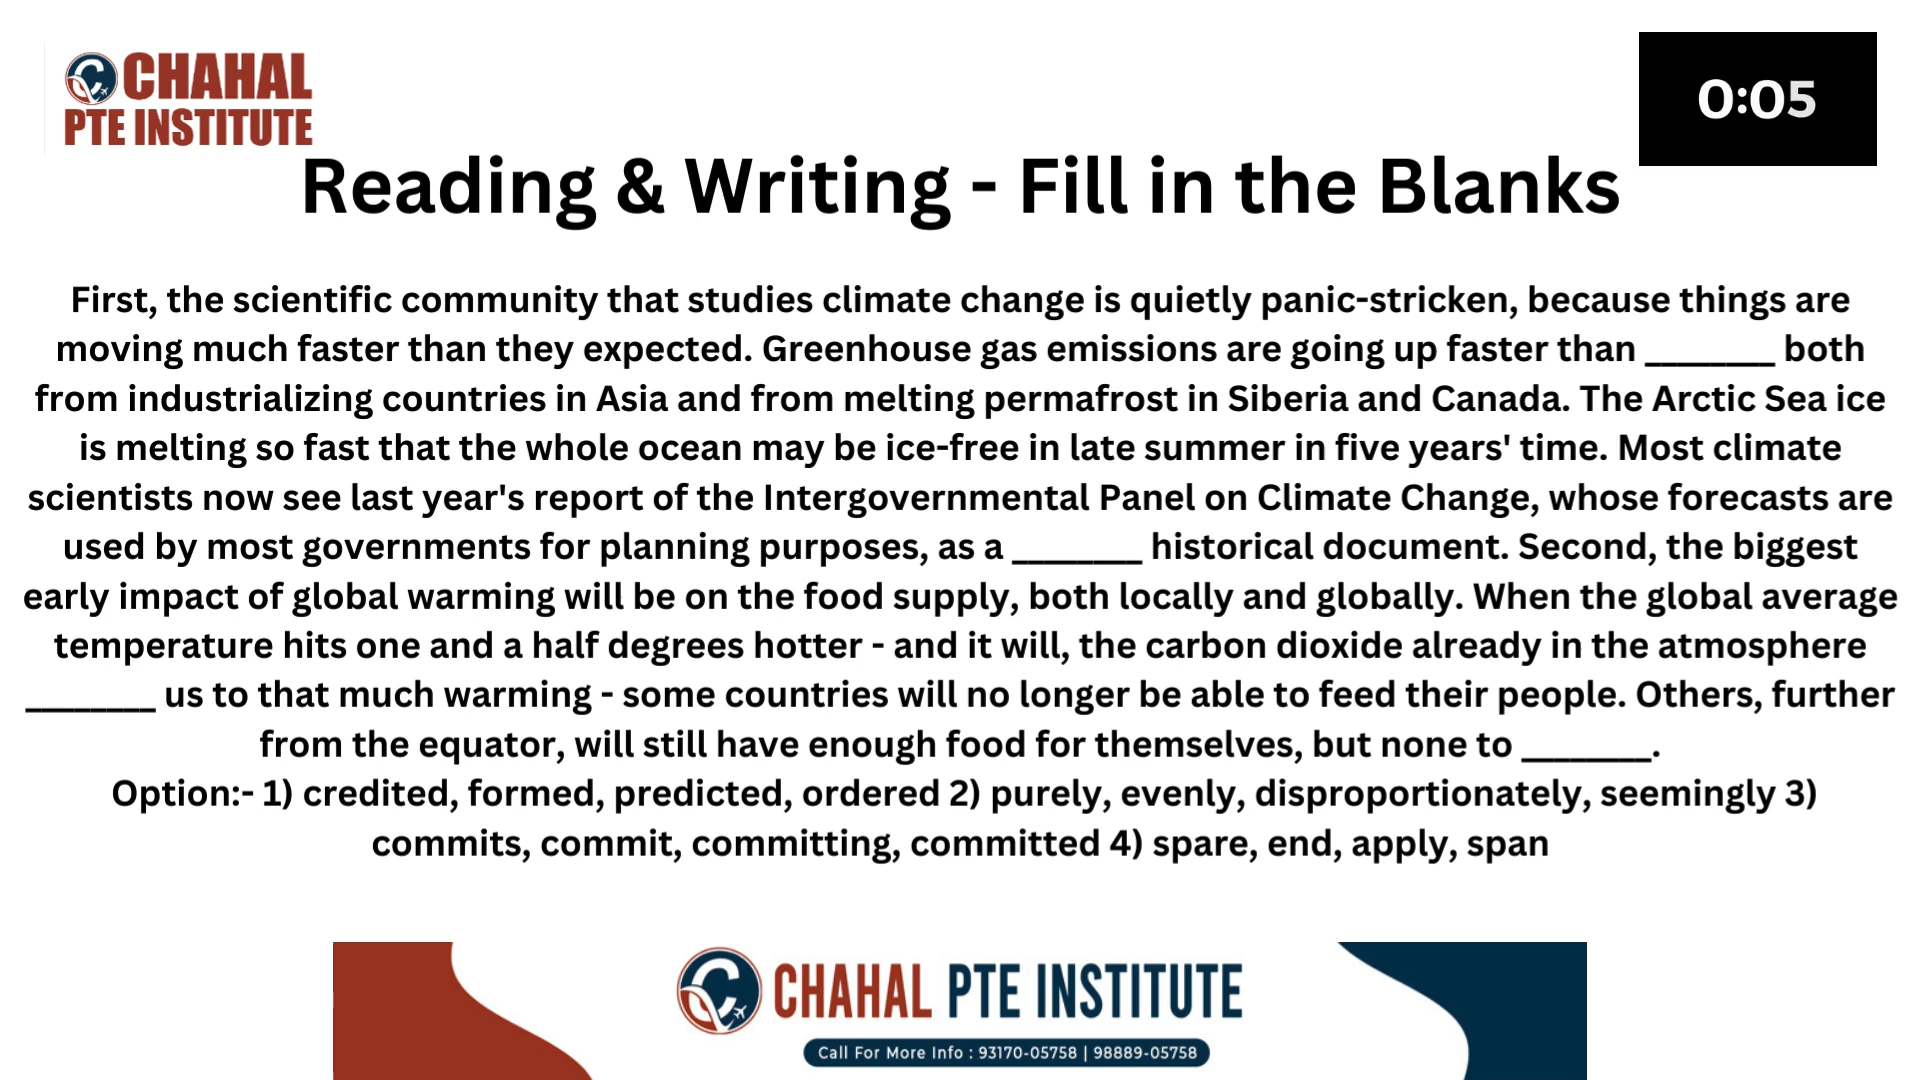 CHAHAL
PTE INSTITUTE
0:05
Reading & Writing - Fill in the Blanks
First, the scientific community that studies climate change is quietly panic-stricken, because things are
moving much faster than they expected. Greenhouse gas emissions are going up faster than ________ both
from industrializing countries in Asia and from melting permafrost in Siberia and Canada. The Arctic Sea ice
is melting so fast that the whole ocean may be ice-free in late summer in five years' time. Most climate
scientists now see last year's report of the Intergovernmental Panel on Climate Change, whose forecasts are
used by most governments for planning purposes, as a ________ historical document. Second, the biggest
early impact of global warming will be on the food supply, both locally and globally. When the global average
temperature hits one and a half degrees hotter - and it will, the carbon dioxide already in the atmosphere
________ us to that much warming - some countries will no longer be able to feed their people. Others, further
from the equator, will still have enough food for themselves, but none to ________.
Option:- 1) credited, formed, predicted, ordered 2) purely, evenly, disproportionately, seemingly 3)
commits, commit, committing, committed 4) spare, end, apply, span
CHAHAL PTE INSTITUTE
Call For More Info : 93170-05758 | 98889-05758